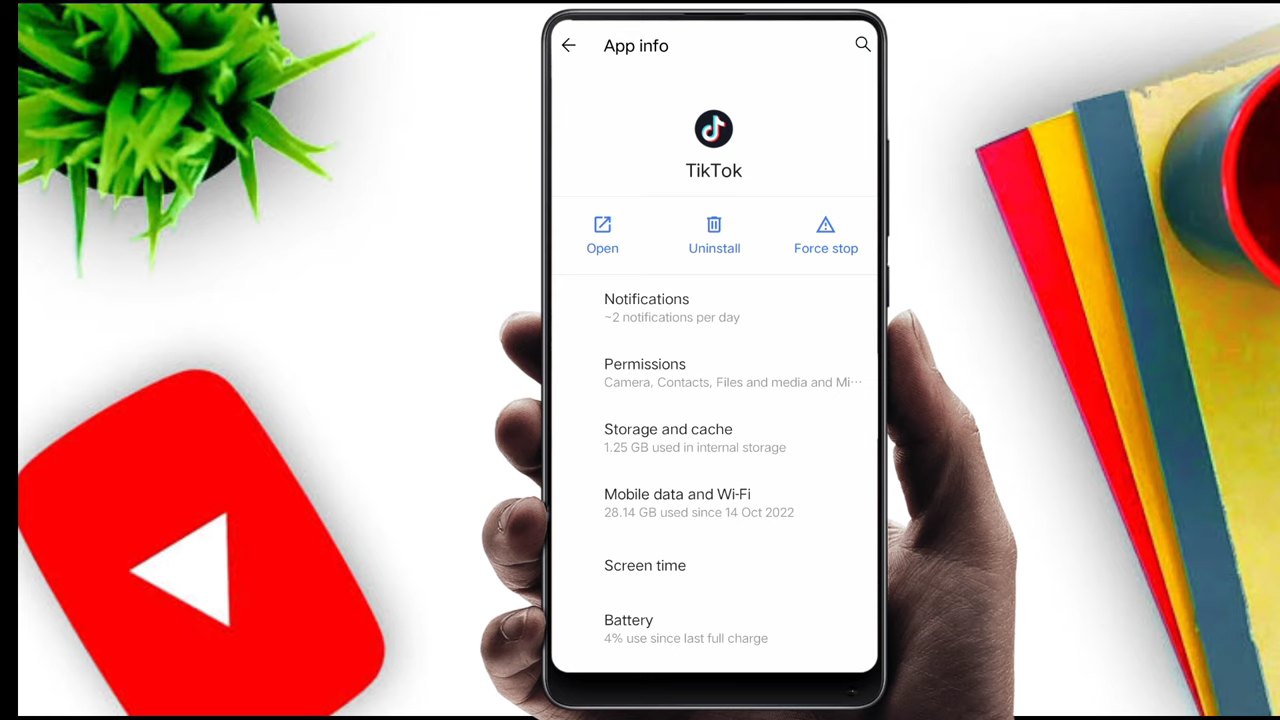 App info
TikTok
Open
Uninstall
Force stop
Notifications
~2 notifications per day
Permissions
Camera, Contacts, Files and media and Mi···
Storage and cache
1.25 GB used in internal storage
Mobile data and Wi-Fi
28.14 GB used since 14 Oct 2022
Screen time
Battery
4% use since last full charge